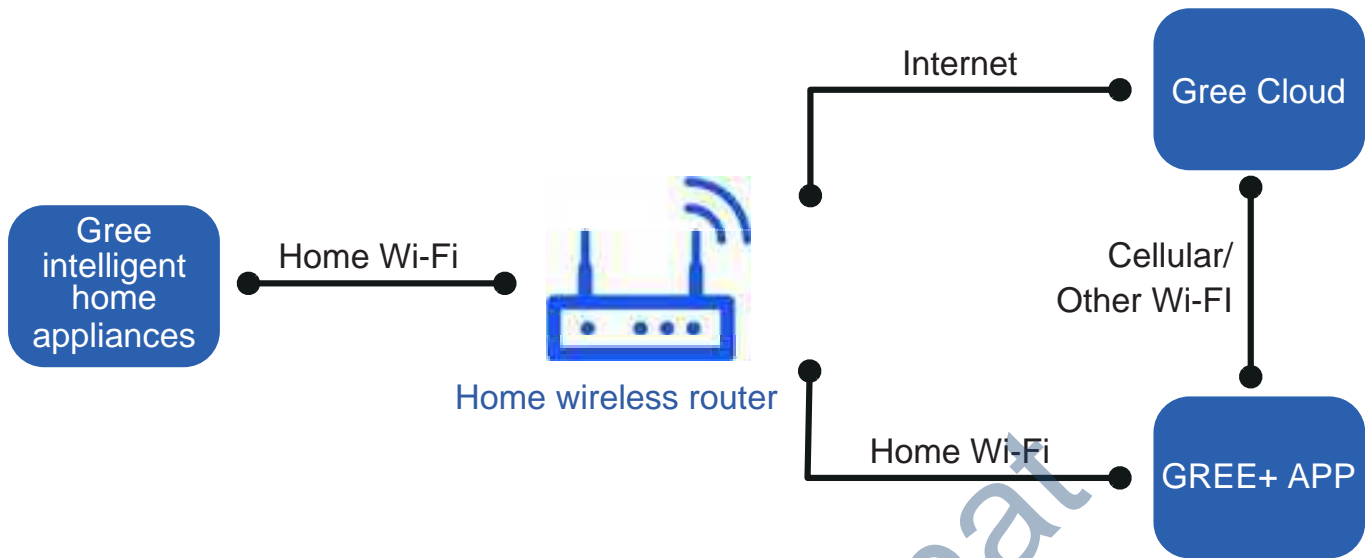 Internet
Gree Cloud
Gree
intelligent
home
appliances
Home Wi-Fi
Cellular/
Other Wi-FI
Home wireless router
Home Wi-Fi
GREE+ APP